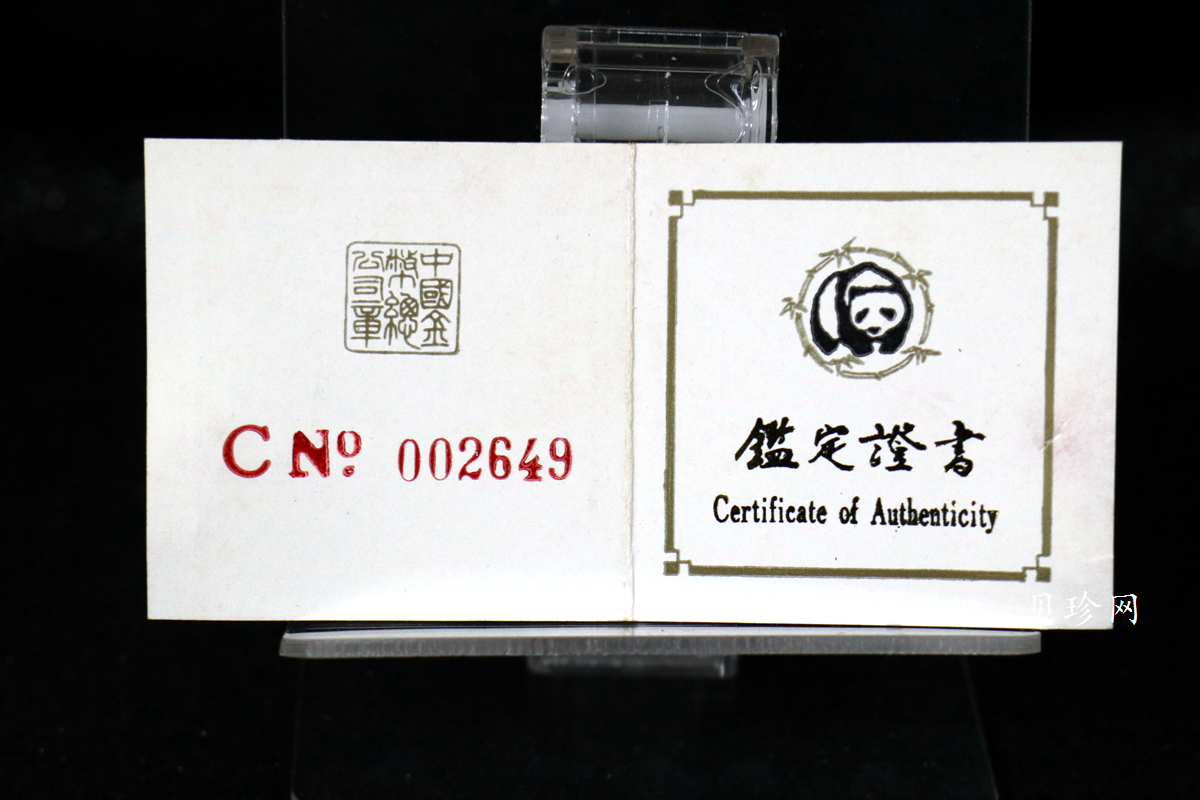 中國金幣總公司章
C No 002649
鑑定證書
Certificate of Authenticity
贝珍网